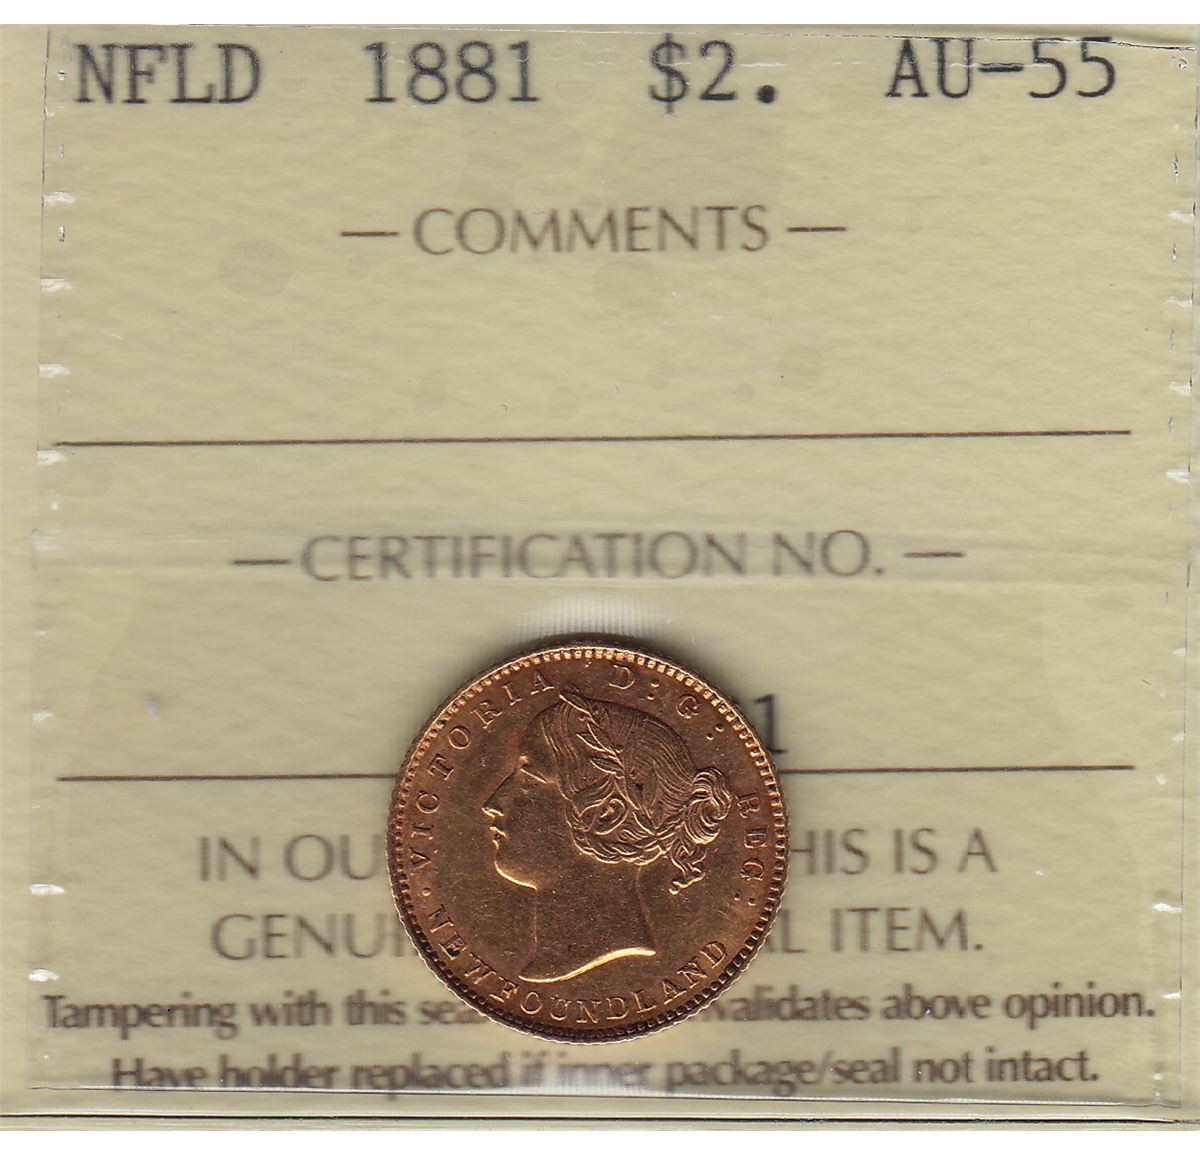 NFLD 1881 $2. AU-55
— COMMENTS —
— CERTIFICATION NO. —
1
VICTORIA D:G: REG:
·NEWFOUNDLAND
IN OU HIS IS A
GENU L ITEM.
Tampering with this sea validates above opinion.
Have holder replaced if inner package/seal not intact.